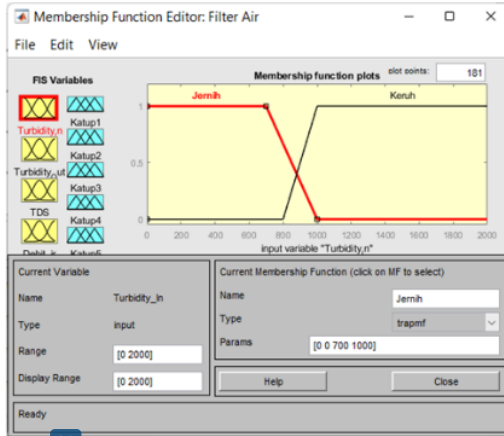 Membership Function Editor: Filter Air
File Edit View
FIS Variables
Turbidity,n
Turbidity,ut
TDS
Katup1
Katup2
Katup3
Katup4
Membership function plots
plot points:
181
Jernih
Keruh
1
0.5
0
0 200 400 600 800 1000 1200 1400 1600 1800 2000
input variable "Turbidity,n"
Current Variable
Name Turbidity_In
Type input
Range [0 2000]
Display Range [0 2000]
Current Membership Function (click on MF to select)
Name Jernih
Type trapmf
Params [0 0 700 1000]
Help Close
Ready